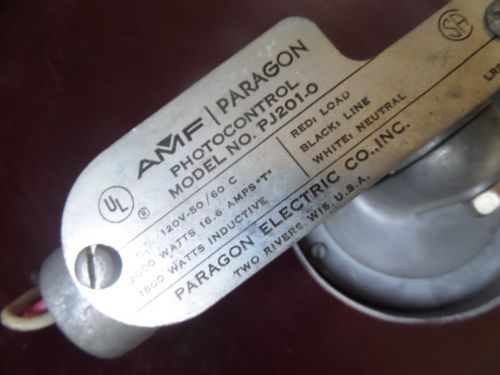 AMF | PARAGON
PHOTOCONTROL
MODEL NO. PJ201-0
UL ®
120V-50/60 C
2000 WATTS 16.6 AMPS "T"
1800 WATTS INDUCTIVE
RED: LOAD
BLACK: LINE
WHITE: NEUTRAL
PARAGON ELECTRIC CO., INC.
TWO RIVERS, WIS, U.S.A.
SA